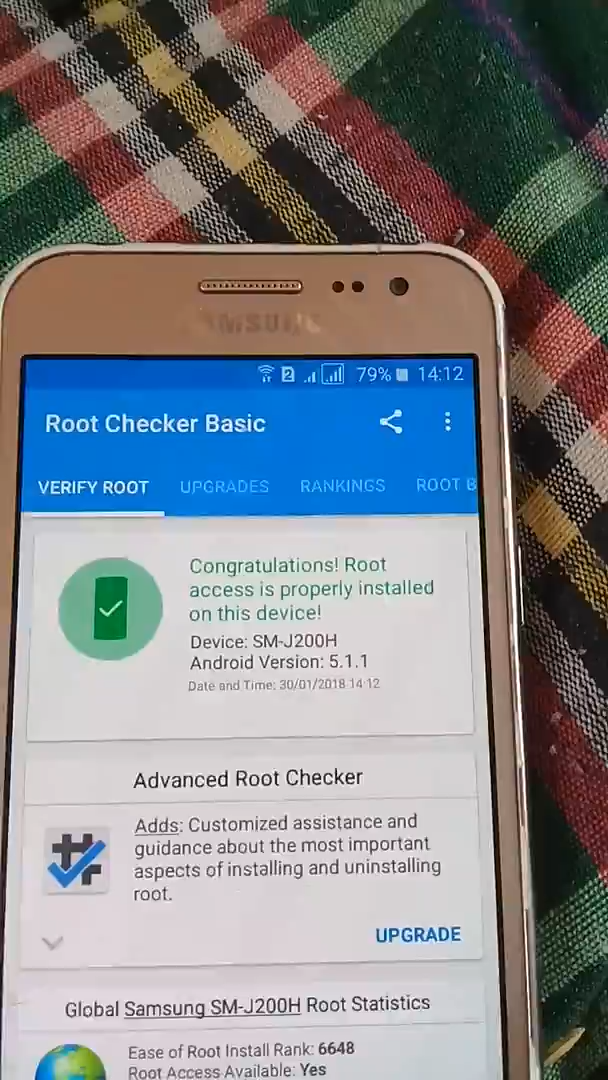 SAMSUNG
2 79% 14:12
Root Checker Basic
VERIFY ROOT UPGRADES RANKINGS ROOT B
Congratulations! Root
access is properly installed
on this device!
Device: SM-J200H
Android Version: 5.1.1
Date and Time: 30/01/2018 14:12
Advanced Root Checker
Adds: Customized assistance and
guidance about the most important
aspects of installing and uninstalling
root.
UPGRADE
Global Samsung SM-J200H Root Statistics
Ease of Root Install Rank: 6648
Root Access Available: Yes